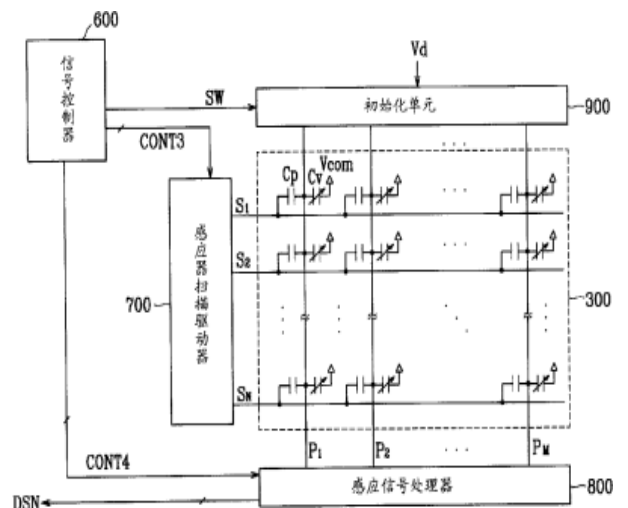 600
信号控制器
SW
CONT3
Vd
初始化单元
900
Vcom
Cp
Cv
S1
S2
SN
700
感应器扫描驱动器
300
· · ·
P1
P2
· · ·
PM
CONT4
感应信号处理器
800
DSN